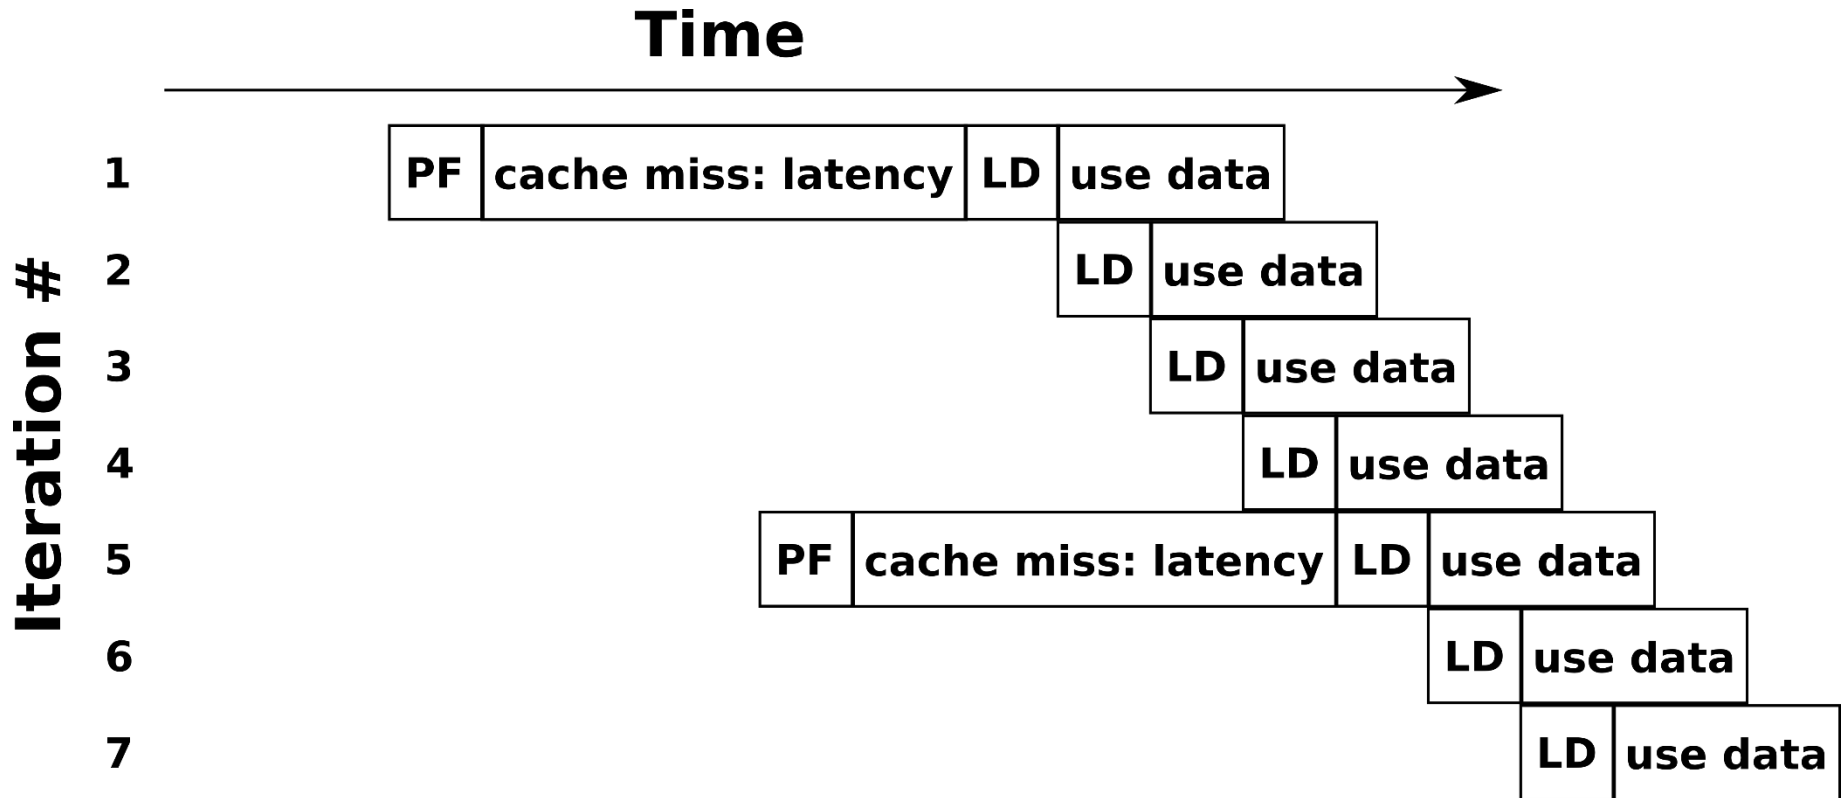 Time
Iteration #
1 PF cache miss: latency LD use data
2 LD use data
3 LD use data
4 LD use data
5 PF cache miss: latency LD use data
6 LD use data
7 LD use data